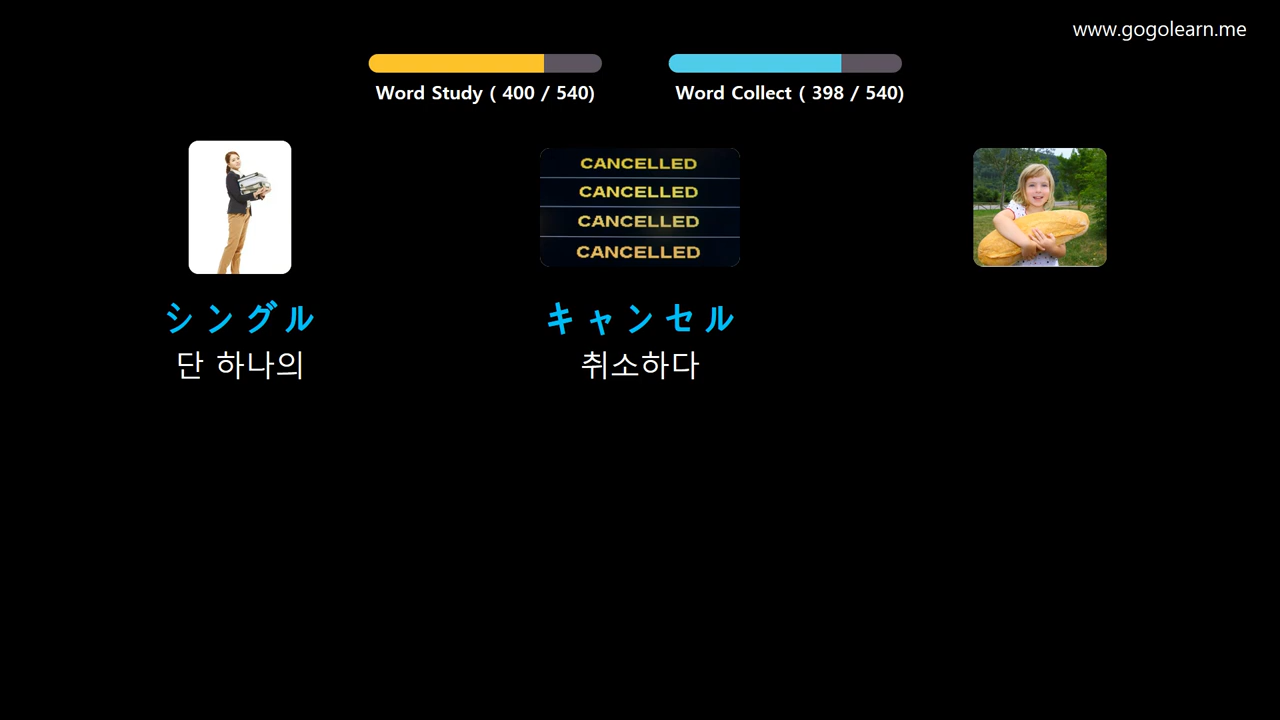 www.gogolearn.me
Word Study ( 400 / 540)
Word Collect ( 398 / 540)
CANCELLED
CANCELLED
CANCELLED
CANCELLED
シングル
キャンセル
단 하나의
취소하다